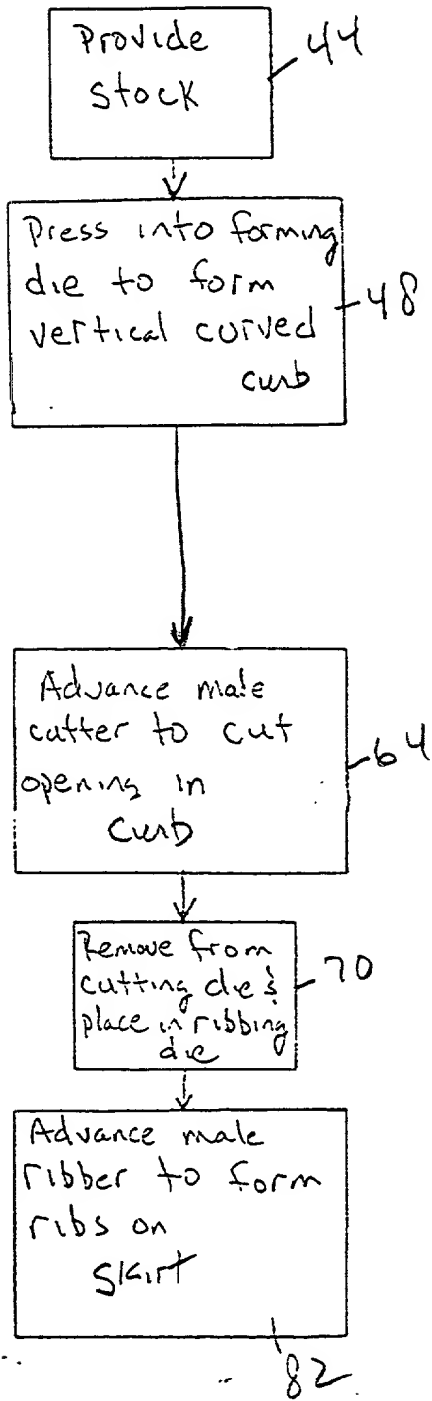 Provide
stock
44
Press into forming
die to form
vertical curved
curb
48
Advance male
cutter to cut
opening in
Curb
64
Remove from
cutting die &
place in ribbing
die
70
Advance male
ribber to form
ribs on
Skirt
82